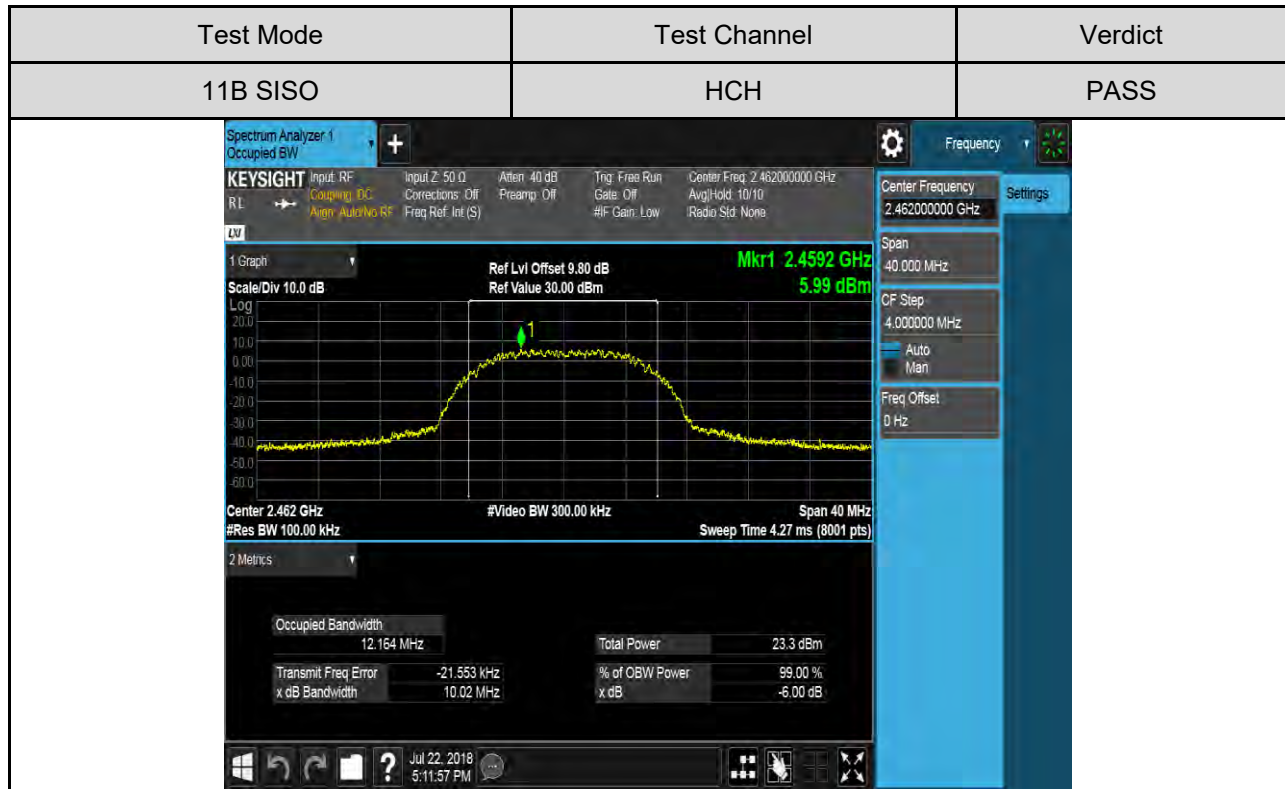 Test Mode Test Channel Verdict
11B SISO HCH PASS
Spectrum Analyzer 1
Occupied BW
+
Frequency
KEYSIGHT Input: RF Input Z: 50 Ω Atten: 40 dB Trig: Free Run Center Freq: 2.462000000 GHz
RL Coupling: DC Corrections: Off Preamp: Off Gate: Off Avg|Hold: 10/10
Align: Auto/No RF Freq Ref: Int (S) #IF Gain: Low Radio Std: None
LXI
Center Frequency
2.462000000 GHz
Settings
Span
40.000 MHz
CF Step
4.000000 MHz
Auto
Man
Freq Offset
0 Hz
1 Graph
Ref Lvl Offset 9.80 dB
Mkr1 2.4592 GHz
Scale/Div 10.0 dB Ref Value 30.00 dBm 5.99 dBm
Log
20.0
10.0
0.00
-10.0
-20.0
-30.0
-40.0
-50.0
-60.0
1
Center 2.462 GHz #Video BW 300.00 kHz Span 40 MHz
#Res BW 100.00 kHz Sweep Time 4.27 ms (8001 pts)
2 Metrics
Occupied Bandwidth
12.164 MHz Total Power 23.3 dBm
Transmit Freq Error -21.553 kHz % of OBW Power 99.00 %
x dB Bandwidth 10.02 MHz x dB -6.00 dB
? Jul 22, 2018
5:11:57 PM